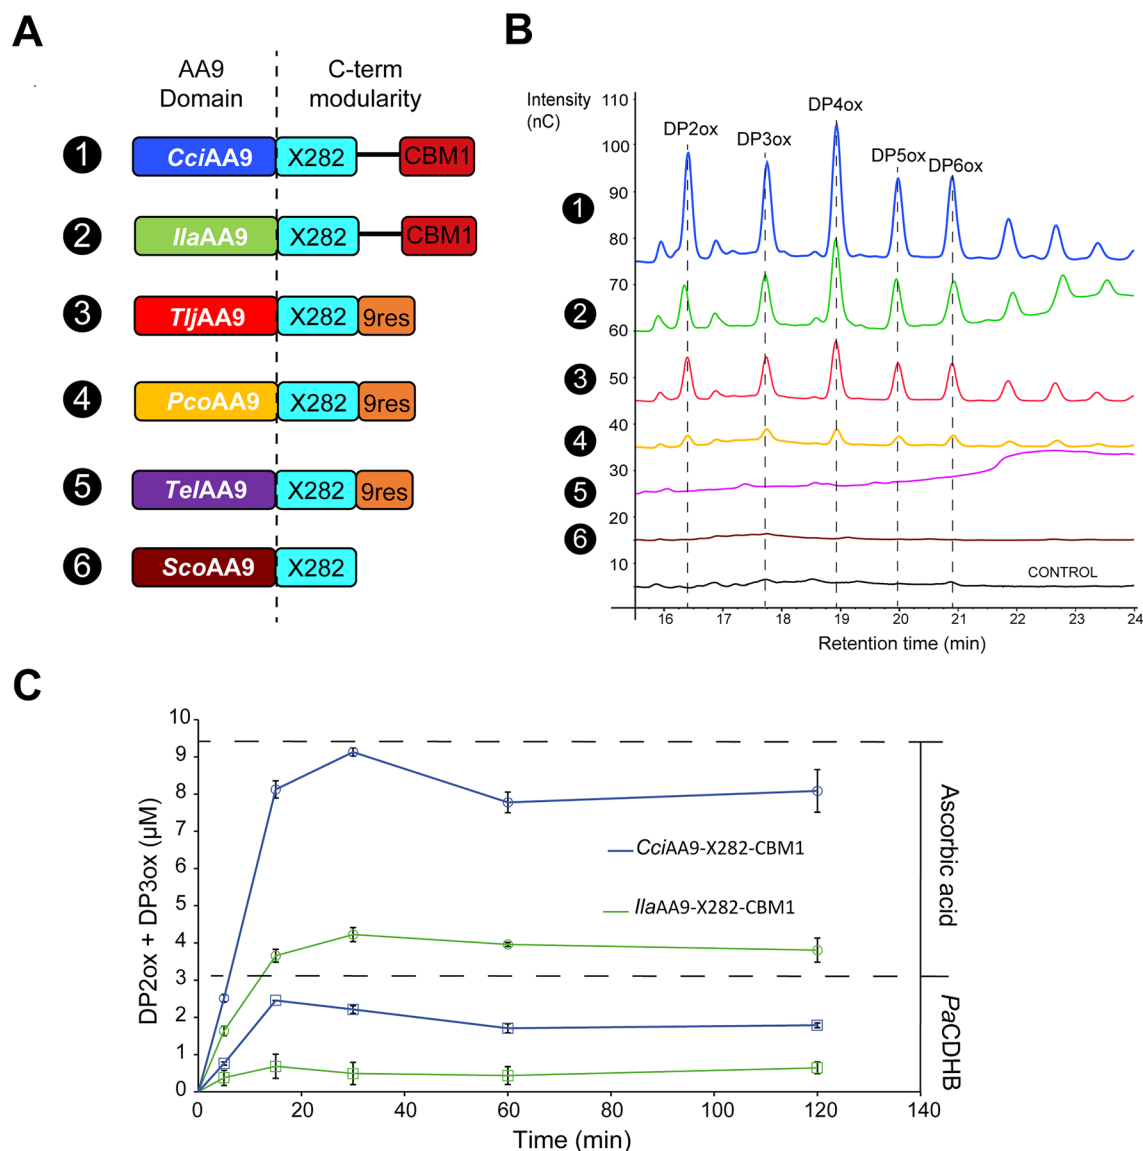 A
AA9
Domain
C-term
modularity
1 CciAA9 X282 CBM1
2 IlaAA9 X282 CBM1
3 TljAA9 X282 9res
4 PcoAA9 X282 9res
5 TelAA9 X282 9res
6 ScoAA9 X282
B
Intensity
(nC)
110
100
90
80
70
60
50
40
30
20
10
DP2ox DP3ox DP4ox DP5ox DP6ox
1
2
3
4
5
6
CONTROL
16 17 18 19 20 21 22 23 24
Retention time (min)
C
DP2ox + DP3ox (µM)
10
9
8
7
6
5
4
3
2
1
0
CciAA9-X282-CBM1
IlaAA9-X282-CBM1
Ascorbic acid
PaCDHB
0 20 40 60 80 100 120 140
Time (min)